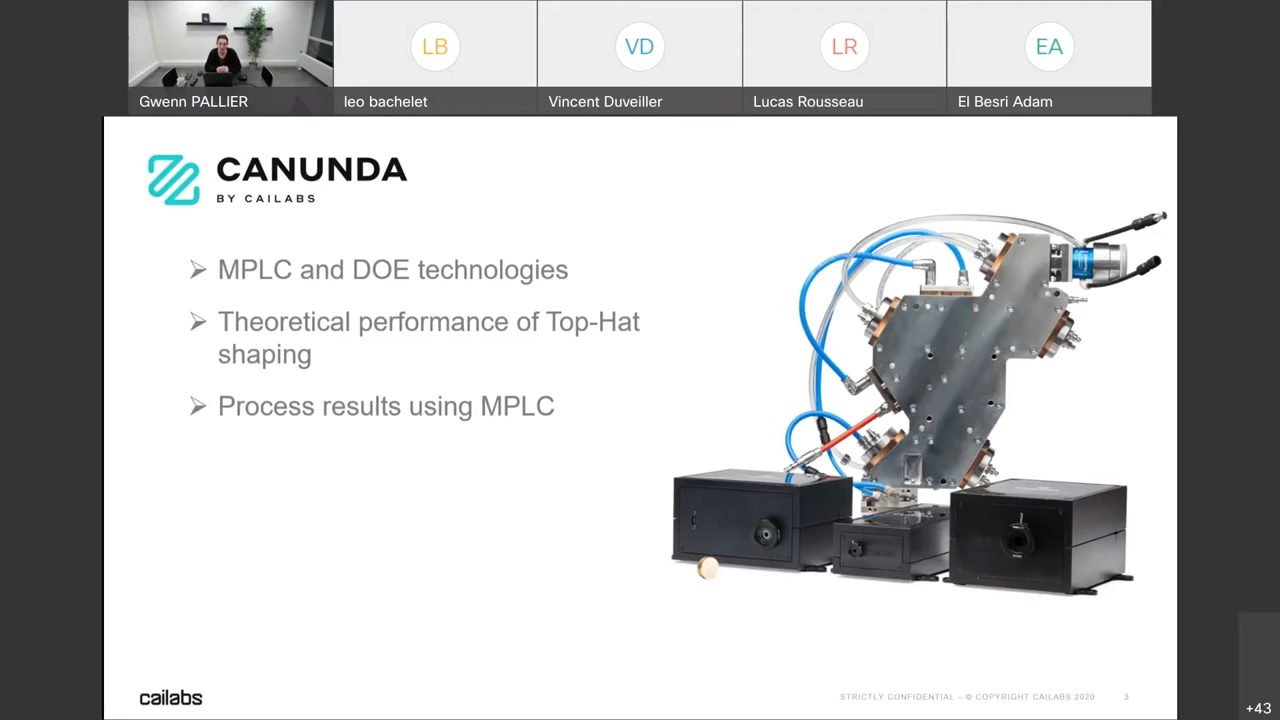 LB
VD
LR
EA
Gwenn PALLIER
leo bachelet
Vincent Duveiller
Lucas Rousseau
El Besri Adam
CANUNDA
BY CAILABS
MPLC and DOE technologies
Theoretical performance of Top-Hat
shaping
Process results using MPLC
cailabs
STRICTLY CONFIDENTIAL – © COPYRIGHT CAILABS 2020
3
+43